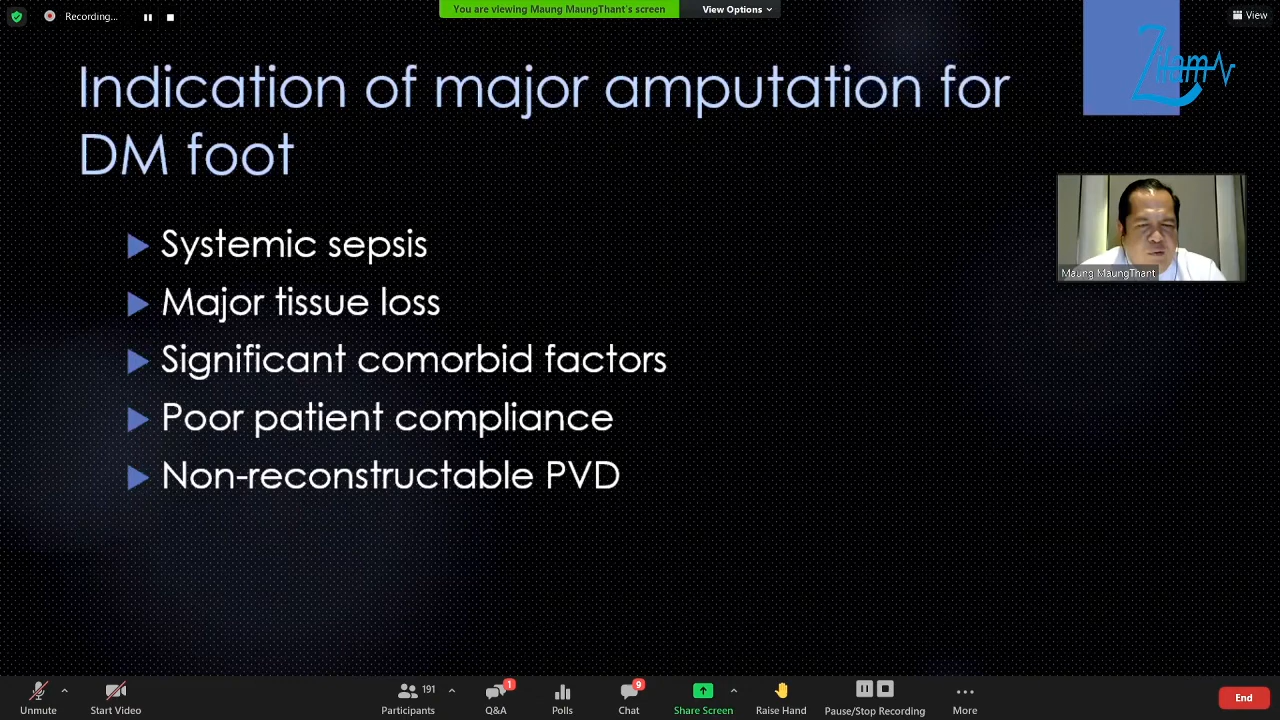 Recording...
You are viewing Maung MaungThant's screen
View Options
View
Indication of major amputation for
DM foot
Systemic sepsis
Major tissue loss
Significant comorbid factors
Poor patient compliance
Non-reconstructable PVD
Maung MaungThant
Unmute
Start Video
191
Participants
1
Q&A
Polls
9
Chat
Share Screen
Raise Hand
Pause/Stop Recording
More
End